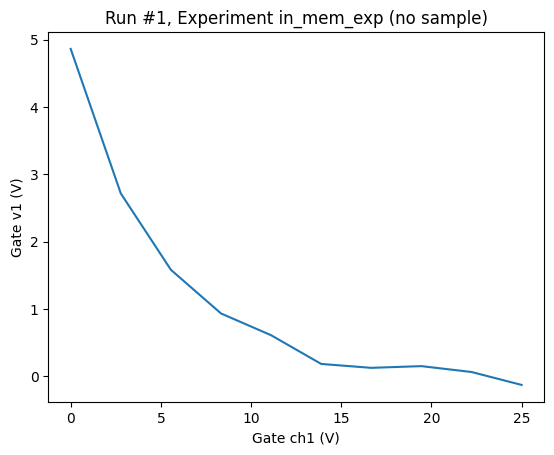 Run #1, Experiment in_mem_exp (no sample)
5
4
3
2
1
0
Gate v1 (V)
0 5 10 15 20 25
Gate ch1 (V)